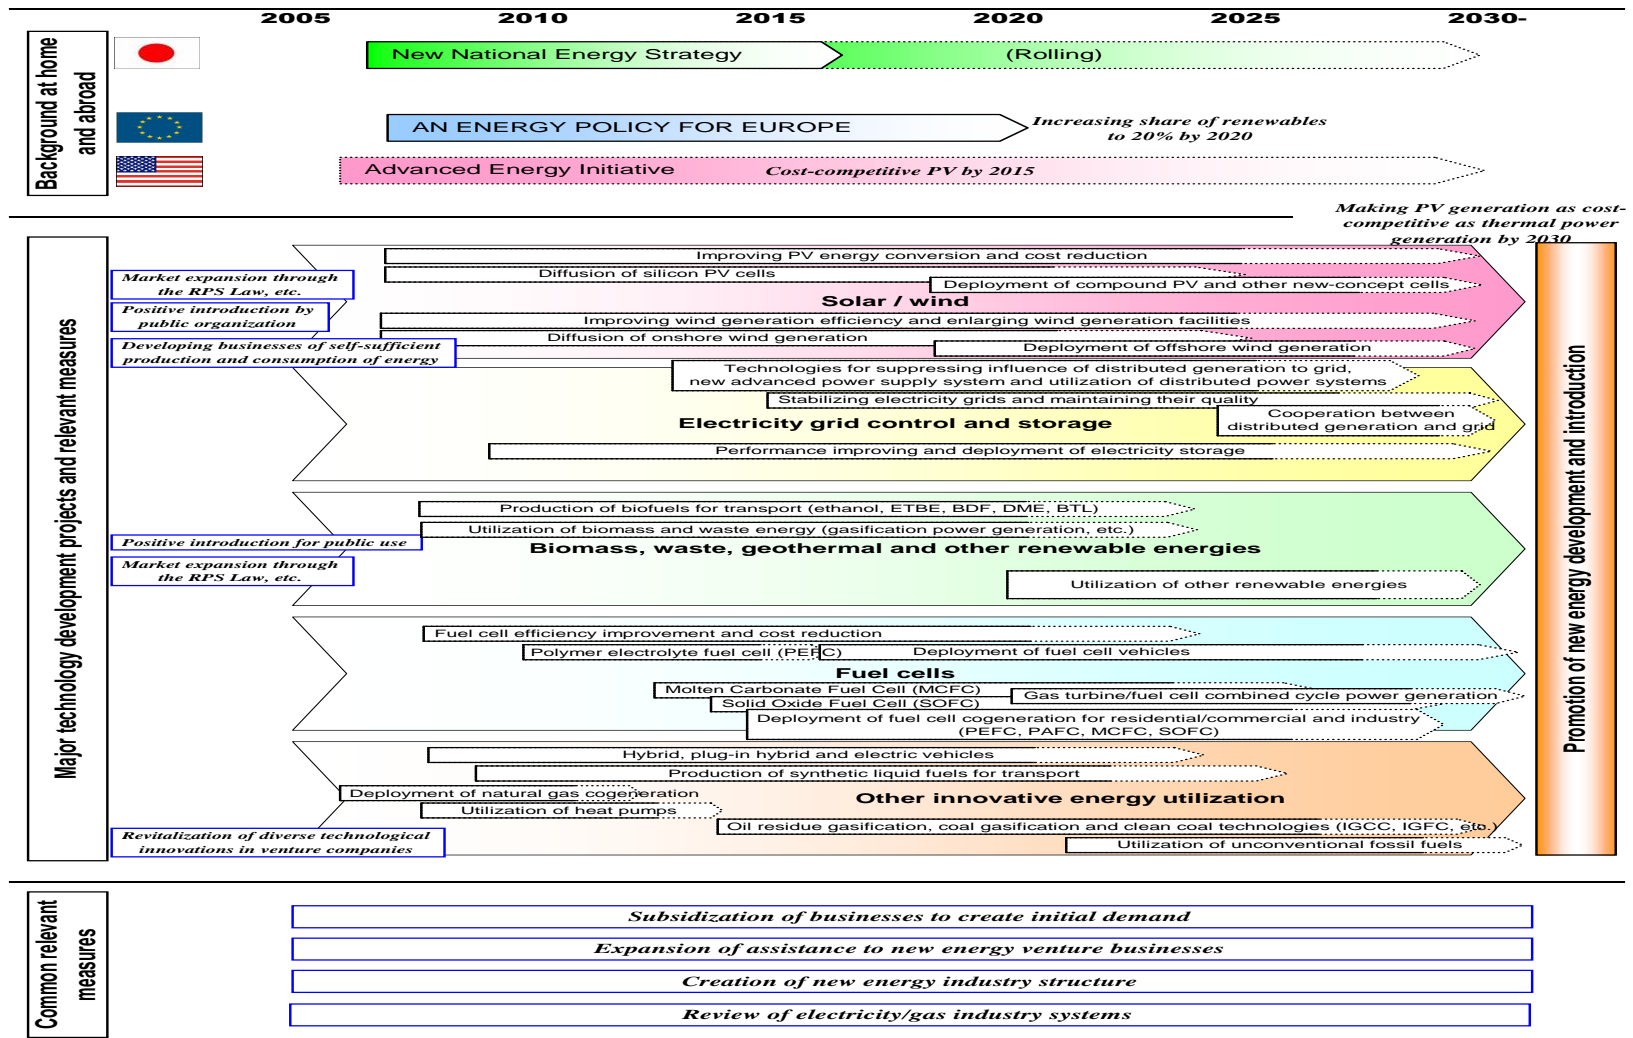 2005 2010 2015 2020 2025 2030-
Background at home
and abroad
New National Energy Strategy
(Rolling)
AN ENERGY POLICY FOR EUROPE
Increasing share of renewables
to 20% by 2020
Advanced Energy Initiative
Cost-competitive PV by 2015
Making PV generation as cost-
competitive as thermal power
generation by 2030
Major technology development projects and relevant measures
Improving PV energy conversion and cost reduction
Diffusion of silicon PV cells
Market expansion through
the RPS Law, etc.
Deployment of compound PV and other new-concept cells
Solar / wind
Positive introduction by
public organization
Improving wind generation efficiency and enlarging wind generation facilities
Diffusion of onshore wind generation
Developing businesses of self-sufficient
production and consumption of energy
Deployment of offshore wind generation
Technologies for suppressing influence of distributed generation to grid,
new advanced power supply system and utilization of distributed power systems
Stabilizing electricity grids and maintaining their quality
Cooperation between
distributed generation and grid
Electricity grid control and storage
Performance improving and deployment of electricity storage
Production of biofuels for transport (ethanol, ETBE, BDF, DME, BTL)
Utilization of biomass and waste energy (gasification power generation, etc.)
Positive introduction for public use
Biomass, waste, geothermal and other renewable energies
Market expansion through
the RPS Law, etc.
Utilization of other renewable energies
Fuel cell efficiency improvement and cost reduction
Polymer electrolyte fuel cell (PEFC)
Deployment of fuel cell vehicles
Fuel cells
Molten Carbonate Fuel Cell (MCFC)
Gas turbine/fuel cell combined cycle power generation
Solid Oxide Fuel Cell (SOFC)
Deployment of fuel cell cogeneration for residential/commercial and industry
(PEFC, PAFC, MCFC, SOFC)
Hybrid, plug-in hybrid and electric vehicles
Production of synthetic liquid fuels for transport
Deployment of natural gas cogeneration
Other innovative energy utilization
Utilization of heat pumps
Oil residue gasification, coal gasification and clean coal technologies (IGCC, IGFC, etc.)
Revitalization of diverse technological
innovations in venture companies
Utilization of unconventional fossil fuels
Promotion of new energy development and introduction
Common relevant
measures
Subsidization of businesses to create initial demand
Expansion of assistance to new energy venture businesses
Creation of new energy industry structure
Review of electricity/gas industry systems